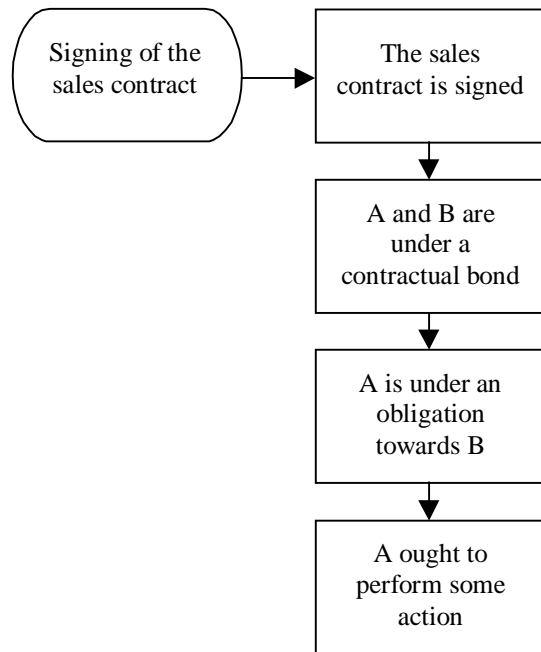 Signing of the
sales contract
The sales
contract is signed
A and B are
under a
contractual bond
A is under an
obligation
towards B
A ought to
perform some
action